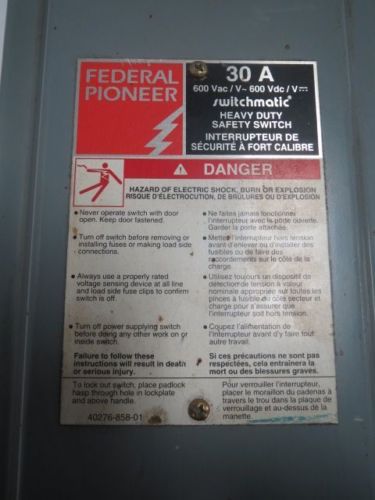 FEDERAL
PIONEER
30 A
600 Vac / V~ 600 Vdc / V⎓
switchmatic®
HEAVY DUTY
SAFETY SWITCH
INTERRUPTEUR DE
SÉCURITÉ À FORT CALIBRE
DANGER
HAZARD OF ELECTRIC SHOCK, BURN OR EXPLOSION
RISQUE D'ÉLECTROCUTION, DE BRÛLURES OU D'EXPLOSION
• Never operate switch with door
open. Keep door fastened.
• Turn off switch before removing or
installing fuses or making load side
connections.
• Always use a properly rated
voltage sensing device at all line
and load side fuse clips to confirm
switch is off.
• Turn off power supplying switch
before doing any other work on or
inside switch.
Failure to follow these
instructions will result in death
or serious injury.
• Ne faites jamais fonctionner
l'interrupteur avec la porte ouverte.
Garder la porte attachée.
• Mettez l'interrupteur hors tension
avant d'enlever ou d'installer des
fusibles ou de faire des
raccordements sur le côté de la
charge.
• Utilisez toujours un dispositif de
détection de tension à valeur
nominale appropriée sur toutes les
pinces à fusible du côté secteur et
charge pour s'assurer que
l'interrupteur soit hors tension.
• Coupez l'alimentation de
l'interrupteur avant d'y faire tout
autre travail.
Si ces précautions ne sont pas
respectées, cela entraînera la
mort ou des blessures graves.
To lock out switch, place padlock
hasp through hole in lockplate
and above handle.
40276-858-01
Pour verrouiller l'interrupteur,
placer le moraillon du padenas à
travers le trou dans la plaque de
verrouillage et au-dessus de la
manette.